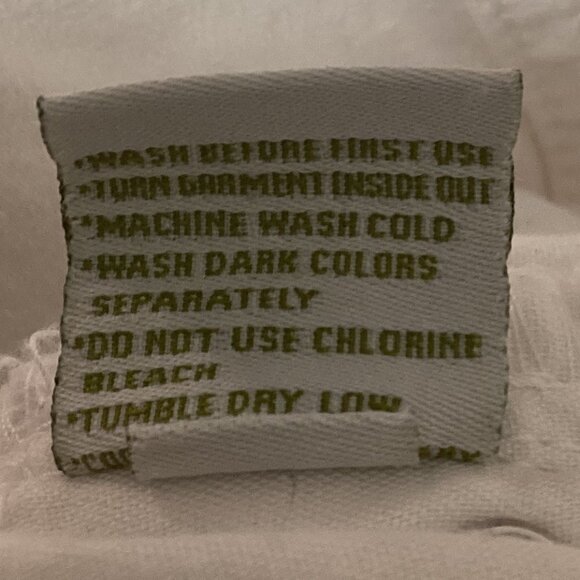 *WASH BEFORE FIRST USE
*TURN GARMENT INSIDE OUT
*MACHINE WASH COLD
*WASH DARK COLORS
SEPARATELY
*DO NOT USE CHLORINE
BLEACH
*TUMBLE DRY LOW